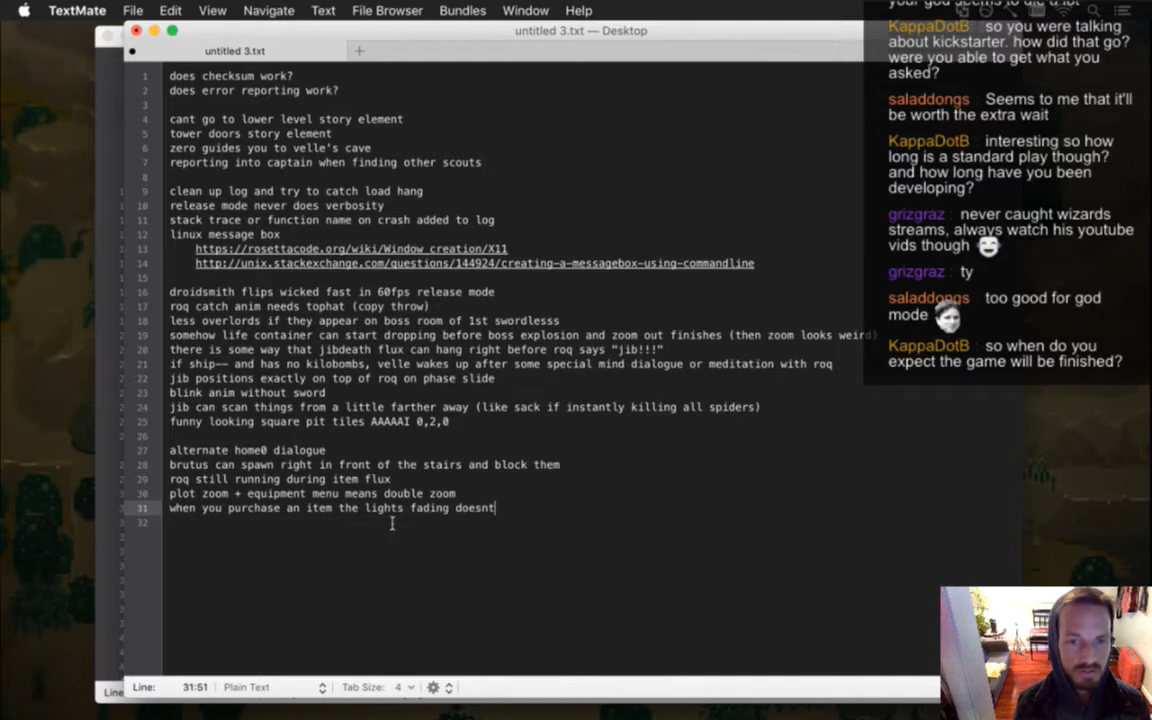 TextMate File Edit View Navigate Text File Browser Bundles Window Help
untitled 3.txt — Desktop
untitled 3.txt
1 does checksum work?
2 does error reporting work?
3
4 cant go to lower level story element
5 tower doors story element
6 zero guides you to velle's cave
7 reporting into captain when finding other scouts
8
9 clean up log and try to catch load hang
10 release mode never does verbosity
11 stack trace or function name on crash added to log
12 linux message box
13 https://rosettacode.org/wiki/Window_creation/X11
14 http://unix.stackexchange.com/questions/144924/creating-a-messagebox-using-commandline
15
16 droidsmith flips wicked fast in 60fps release mode
17 roq catch anim needs tophat (copy throw)
18 less overlords if they appear on boss room of 1st swordlesss
19 somehow life container can start dropping before boss explosion and zoom out finishes (then zoom looks weird)
20 there is some way that jibdeath flux can hang right before roq says "jib!!!"
21 if ship-- and has no kilobombs, velle wakes up after some special mind dialogue or meditation with roq
22 jib positions exactly on top of roq on phase slide
23 blink anim without sword
24 jib can scan things from a little farther away (like sack if instantly killing all spiders)
25 funny looking square pit tiles AAAAAI 0,2,0
26
27 alternate home0 dialogue
28 brutus can spawn right in front of the stairs and block them
29 roq still running during item flux
30 plot zoom + equipment menu means double zoom
31 when you purchase an item the lights fading doesnt
32
Line: 31:51 Plain Text Tab Size: 4
Line:
your god seems to die a lot
KappaDotB so you were talking
about kickstarter. how did that go?
were you able to get what you
asked?
saladdongs Seems to me that it'll
be worth the extra wait
KappaDotB interesting so how
long is a standard play though?
and how long have you been
developing?
grizgraz never caught wizards
streams, always watch his youtube
vids though
grizgraz ty
saladdongs too good for god
mode
KappaDotB so when do you
expect the game will be finished?